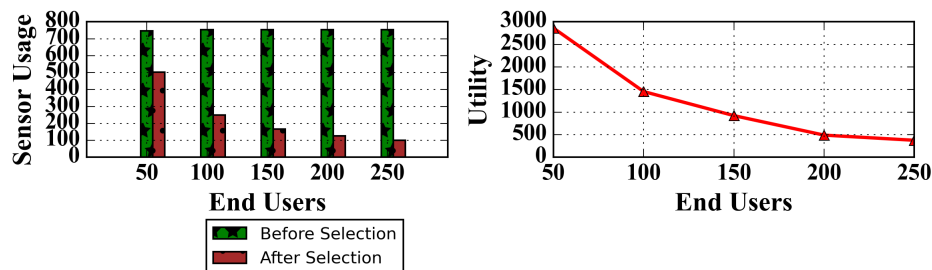 800
700
600
500
400
300
200
100
0
Sensor Usage
50 100 150 200 250
End Users
Before Selection
After Selection
3000
2500
2000
1500
1000
500
0
Utility
50 100 150 200 250
End Users